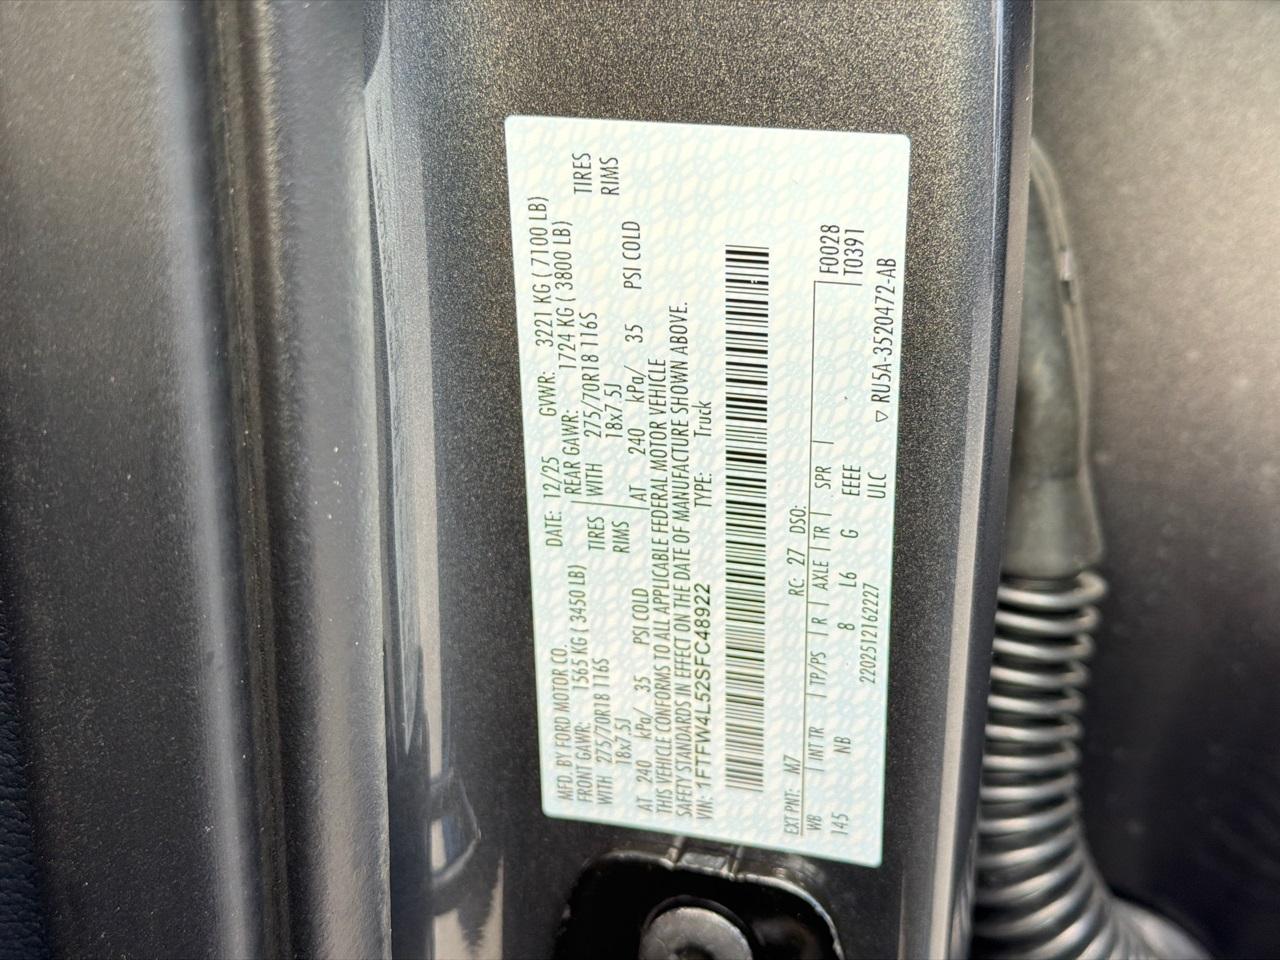 MFD. BY FORD MOTOR CO.
DATE: 12/25 GVWR: 3221 KG ( 7100 LB)
FRONT GAWR: 1565 KG ( 3450 LB) REAR GAWR: 1724 KG ( 3800 LB)
WITH 275/70R18 116S TIRES WITH 275/70R18 116S TIRES
18x7.5J RIMS 18x7.5J RIMS
AT 240 kPa/ 35 PSI COLD AT 240 kPa/ 35 PSI COLD
THIS VEHICLE CONFORMS TO ALL APPLICABLE FEDERAL MOTOR VEHICLE
SAFETY STANDARDS IN EFFECT ON THE DATE OF MANUFACTURE SHOWN ABOVE.
VIN: 1FTFW4L52SFC48922 TYPE: Truck
EXT PNT: M7 RC: 27 DSO: F0028
WB INT TR TP/PS R AXLE TR SPR T0391
145 NB 8 L6 G EEEE
2202512162227 ULC ▽ RU5A-3520472-AB